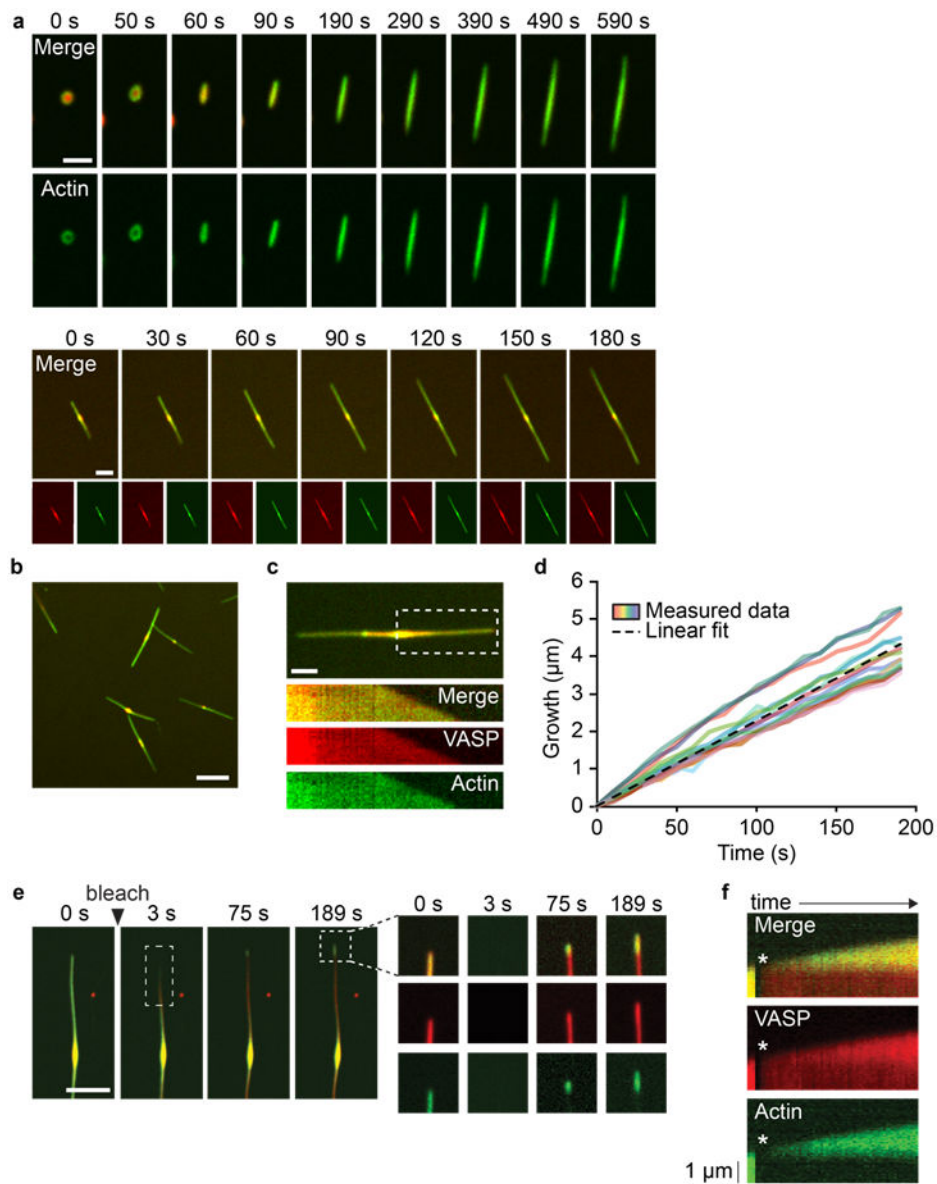 a
0 s 50 s 60 s 90 s 190 s 290 s 390 s 490 s 590 s
Merge
Actin
0 s 30 s 60 s 90 s 120 s 150 s 180 s
Merge
b
c
Merge
VASP
Actin
d
6
5
4
3
2
1
0
Growth (µm)
Measured data
Linear fit
0 50 100 150 200
Time (s)
e
bleach
0 s 3 s 75 s 189 s
0 s 3 s 75 s 189 s
f
time
Merge
*
VASP
*
Actin
*
1 µm